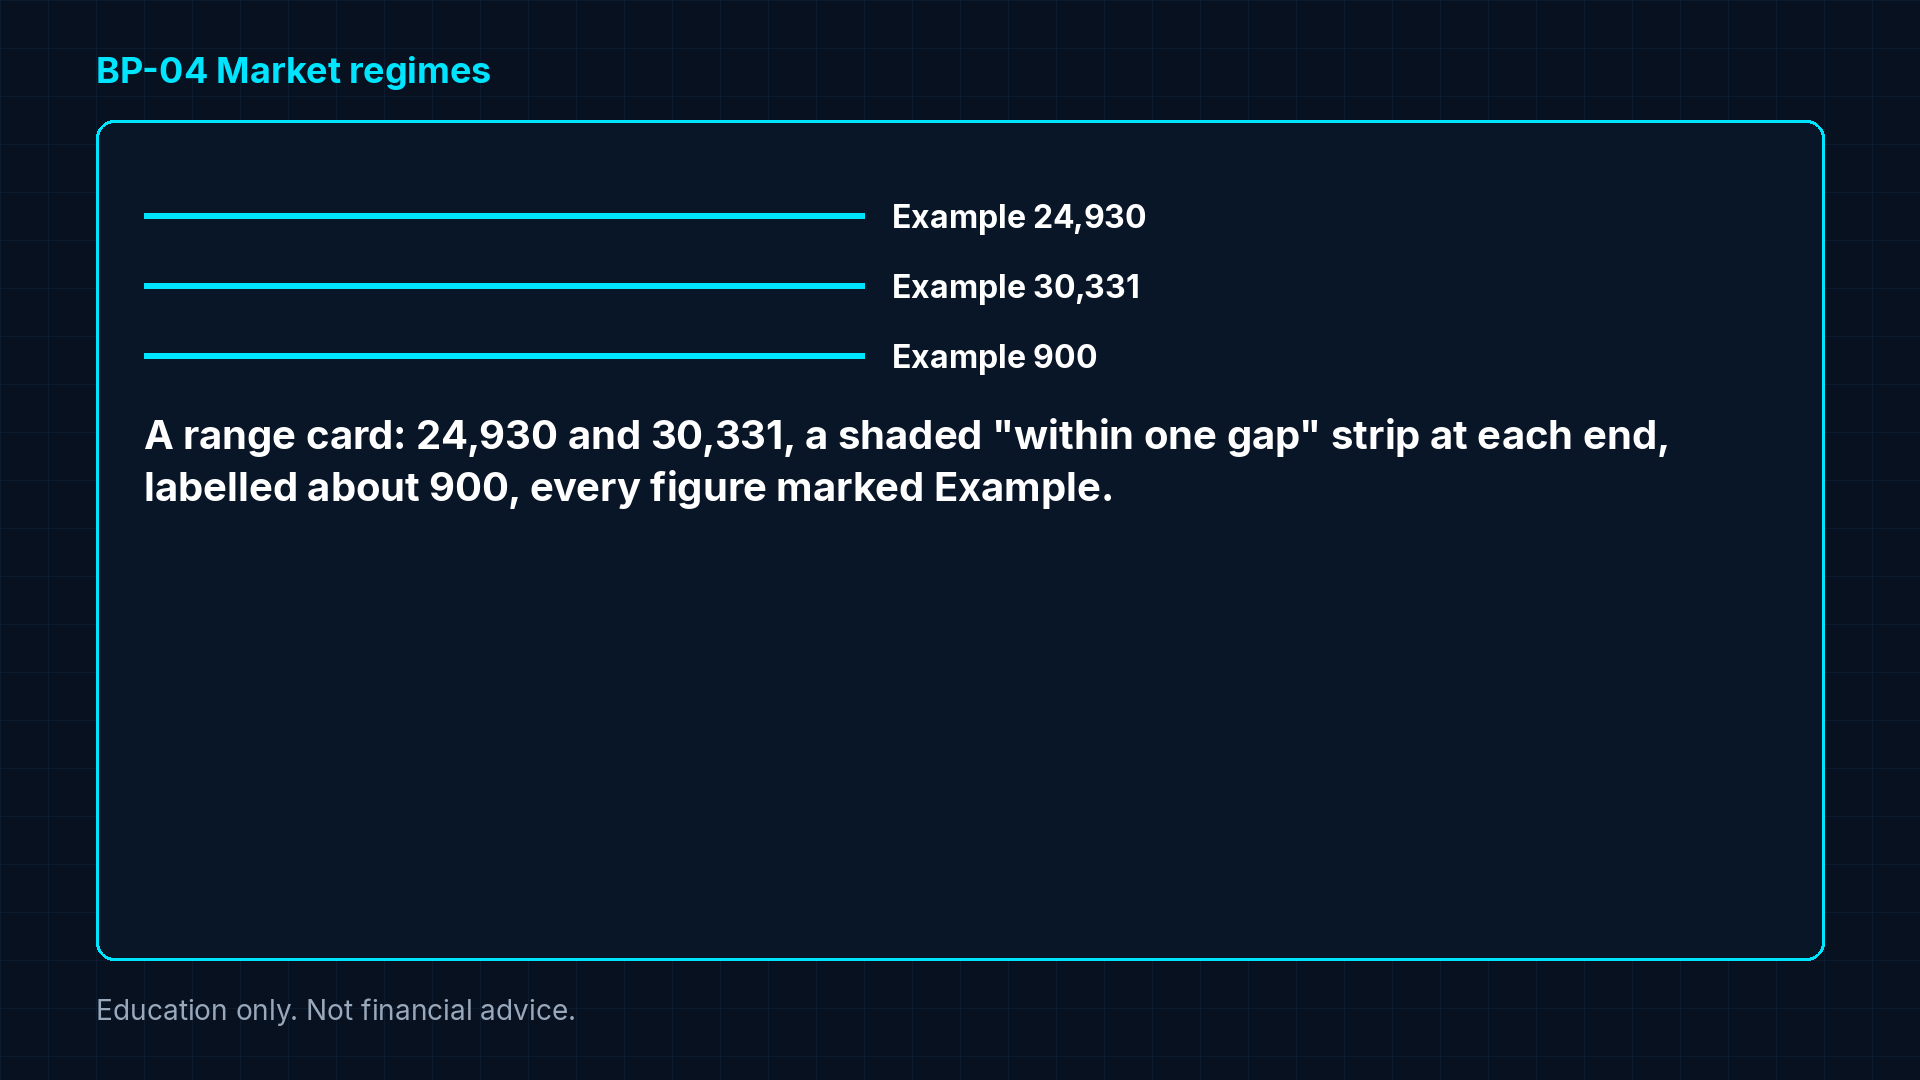 BP-04 Market regimes
Example 24,930
Example 30,331
Example 900
A range card: 24,930 and 30,331, a shaded "within one gap" strip at each end,
labelled about 900, every figure marked Example.
Education only. Not financial advice.